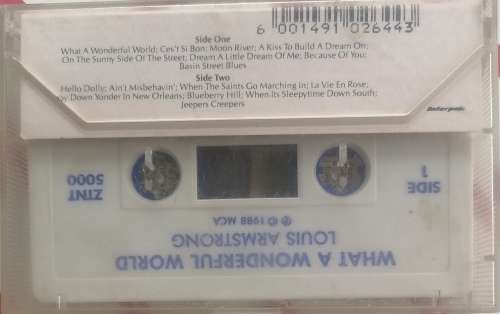 Side One
What A Wonderful World; Ces't Si Bon; Moon River; A Kiss To Build A Dream On;
On The Sunny Side Of The Street; Dream A Little Dream Of Me; Because Of You;
Basin Street Blues
Side Two
Hello Dolly; Ain't Misbehavin'; When The Saints Go Marching In; La Vie En Rose;
Down Yonder In New Orleans; Blueberry Hill; When Its Sleepytime Down South;
Jeepers Creepers
6 001491 026443
Interpak
WHAT A WONDERFUL WORLD
LOUIS ARMSTRONG
℗ © 1988 MCA
SIDE
1
ZTNT
5000